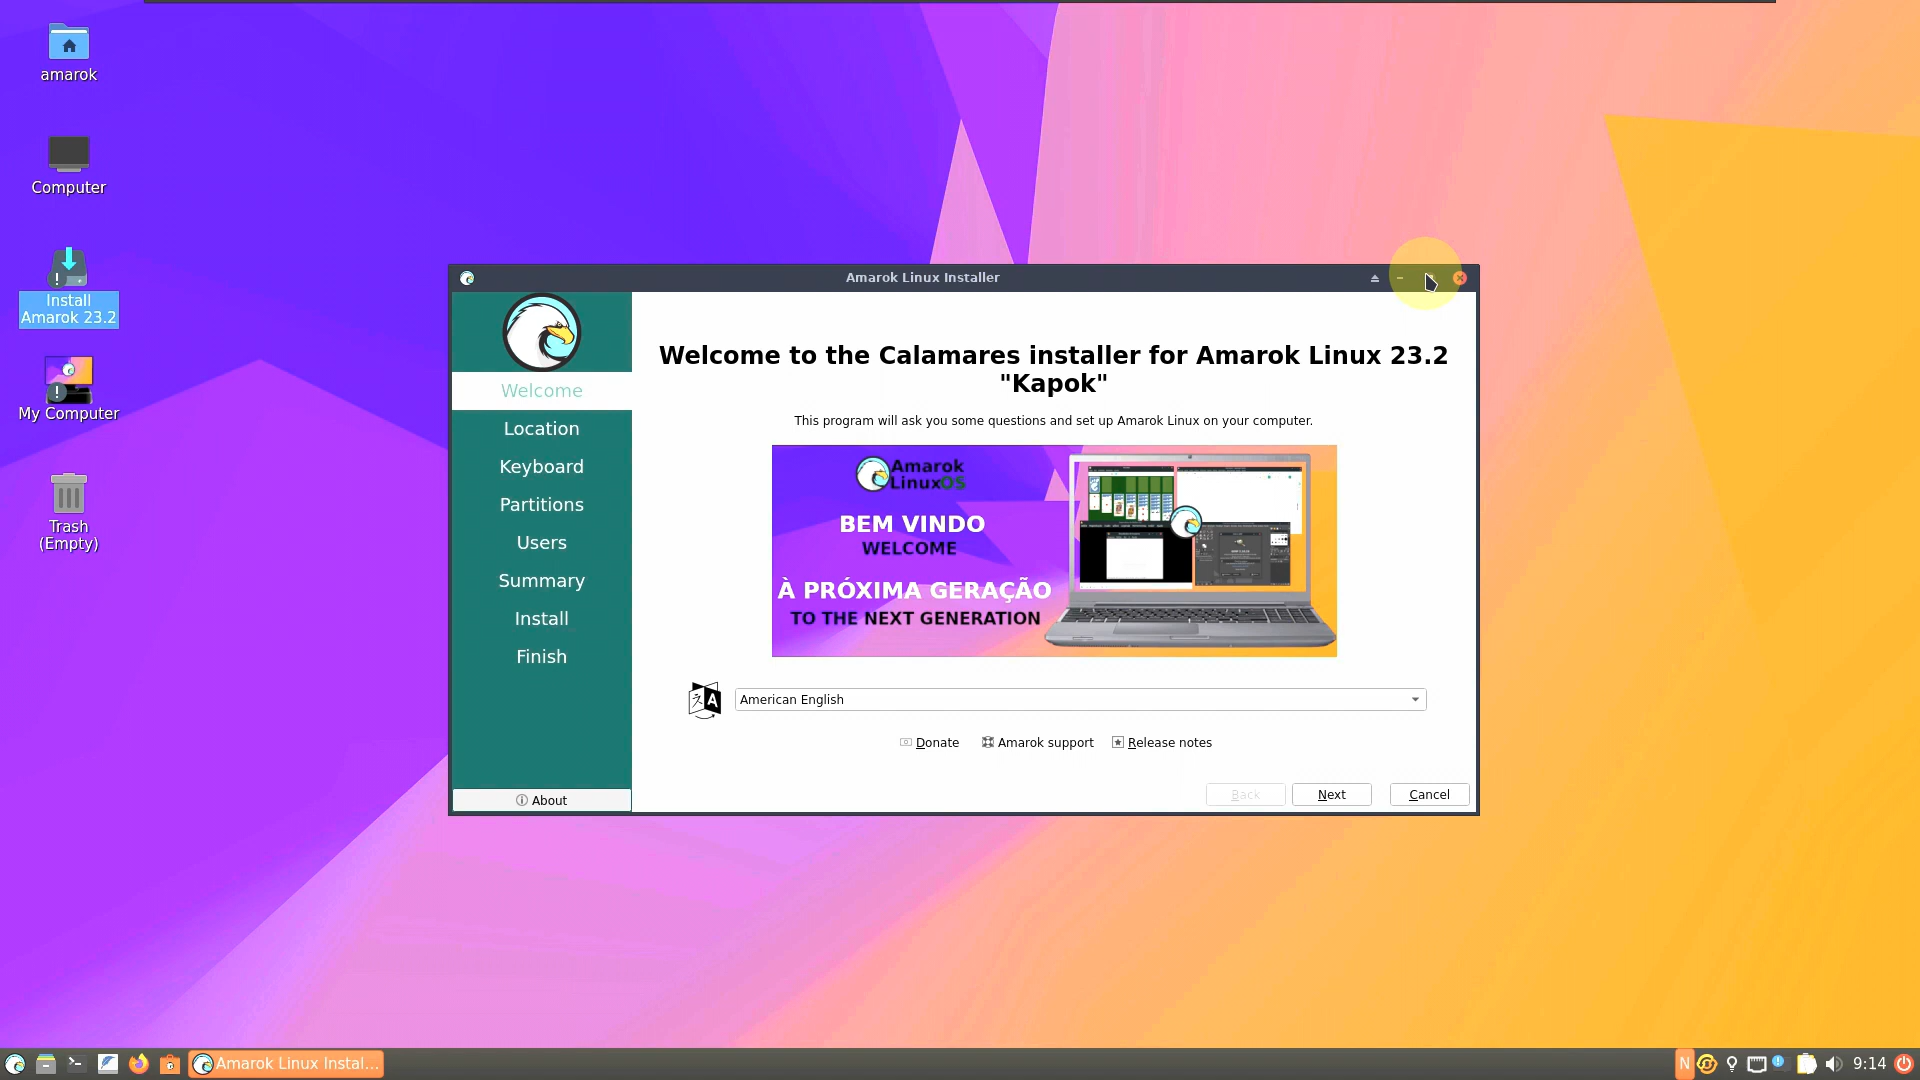 amarok
Computer
Install
Amarok 23.2
My Computer
Trash
(Empty)
Amarok Linux Installer
Welcome
Location
Keyboard
Partitions
Users
Summary
Install
Finish
About
Welcome to the Calamares installer for Amarok Linux 23.2
"Kapok"
This program will ask you some questions and set up Amarok Linux on your computer.
Amarok
LinuxOS
BEM VINDO
WELCOME
À PRÓXIMA GERAÇÃO
TO THE NEXT GENERATION
American English
Donate
Amarok support
Release notes
Back
Next
Cancel
Amarok Linux Instal...
N
9:14